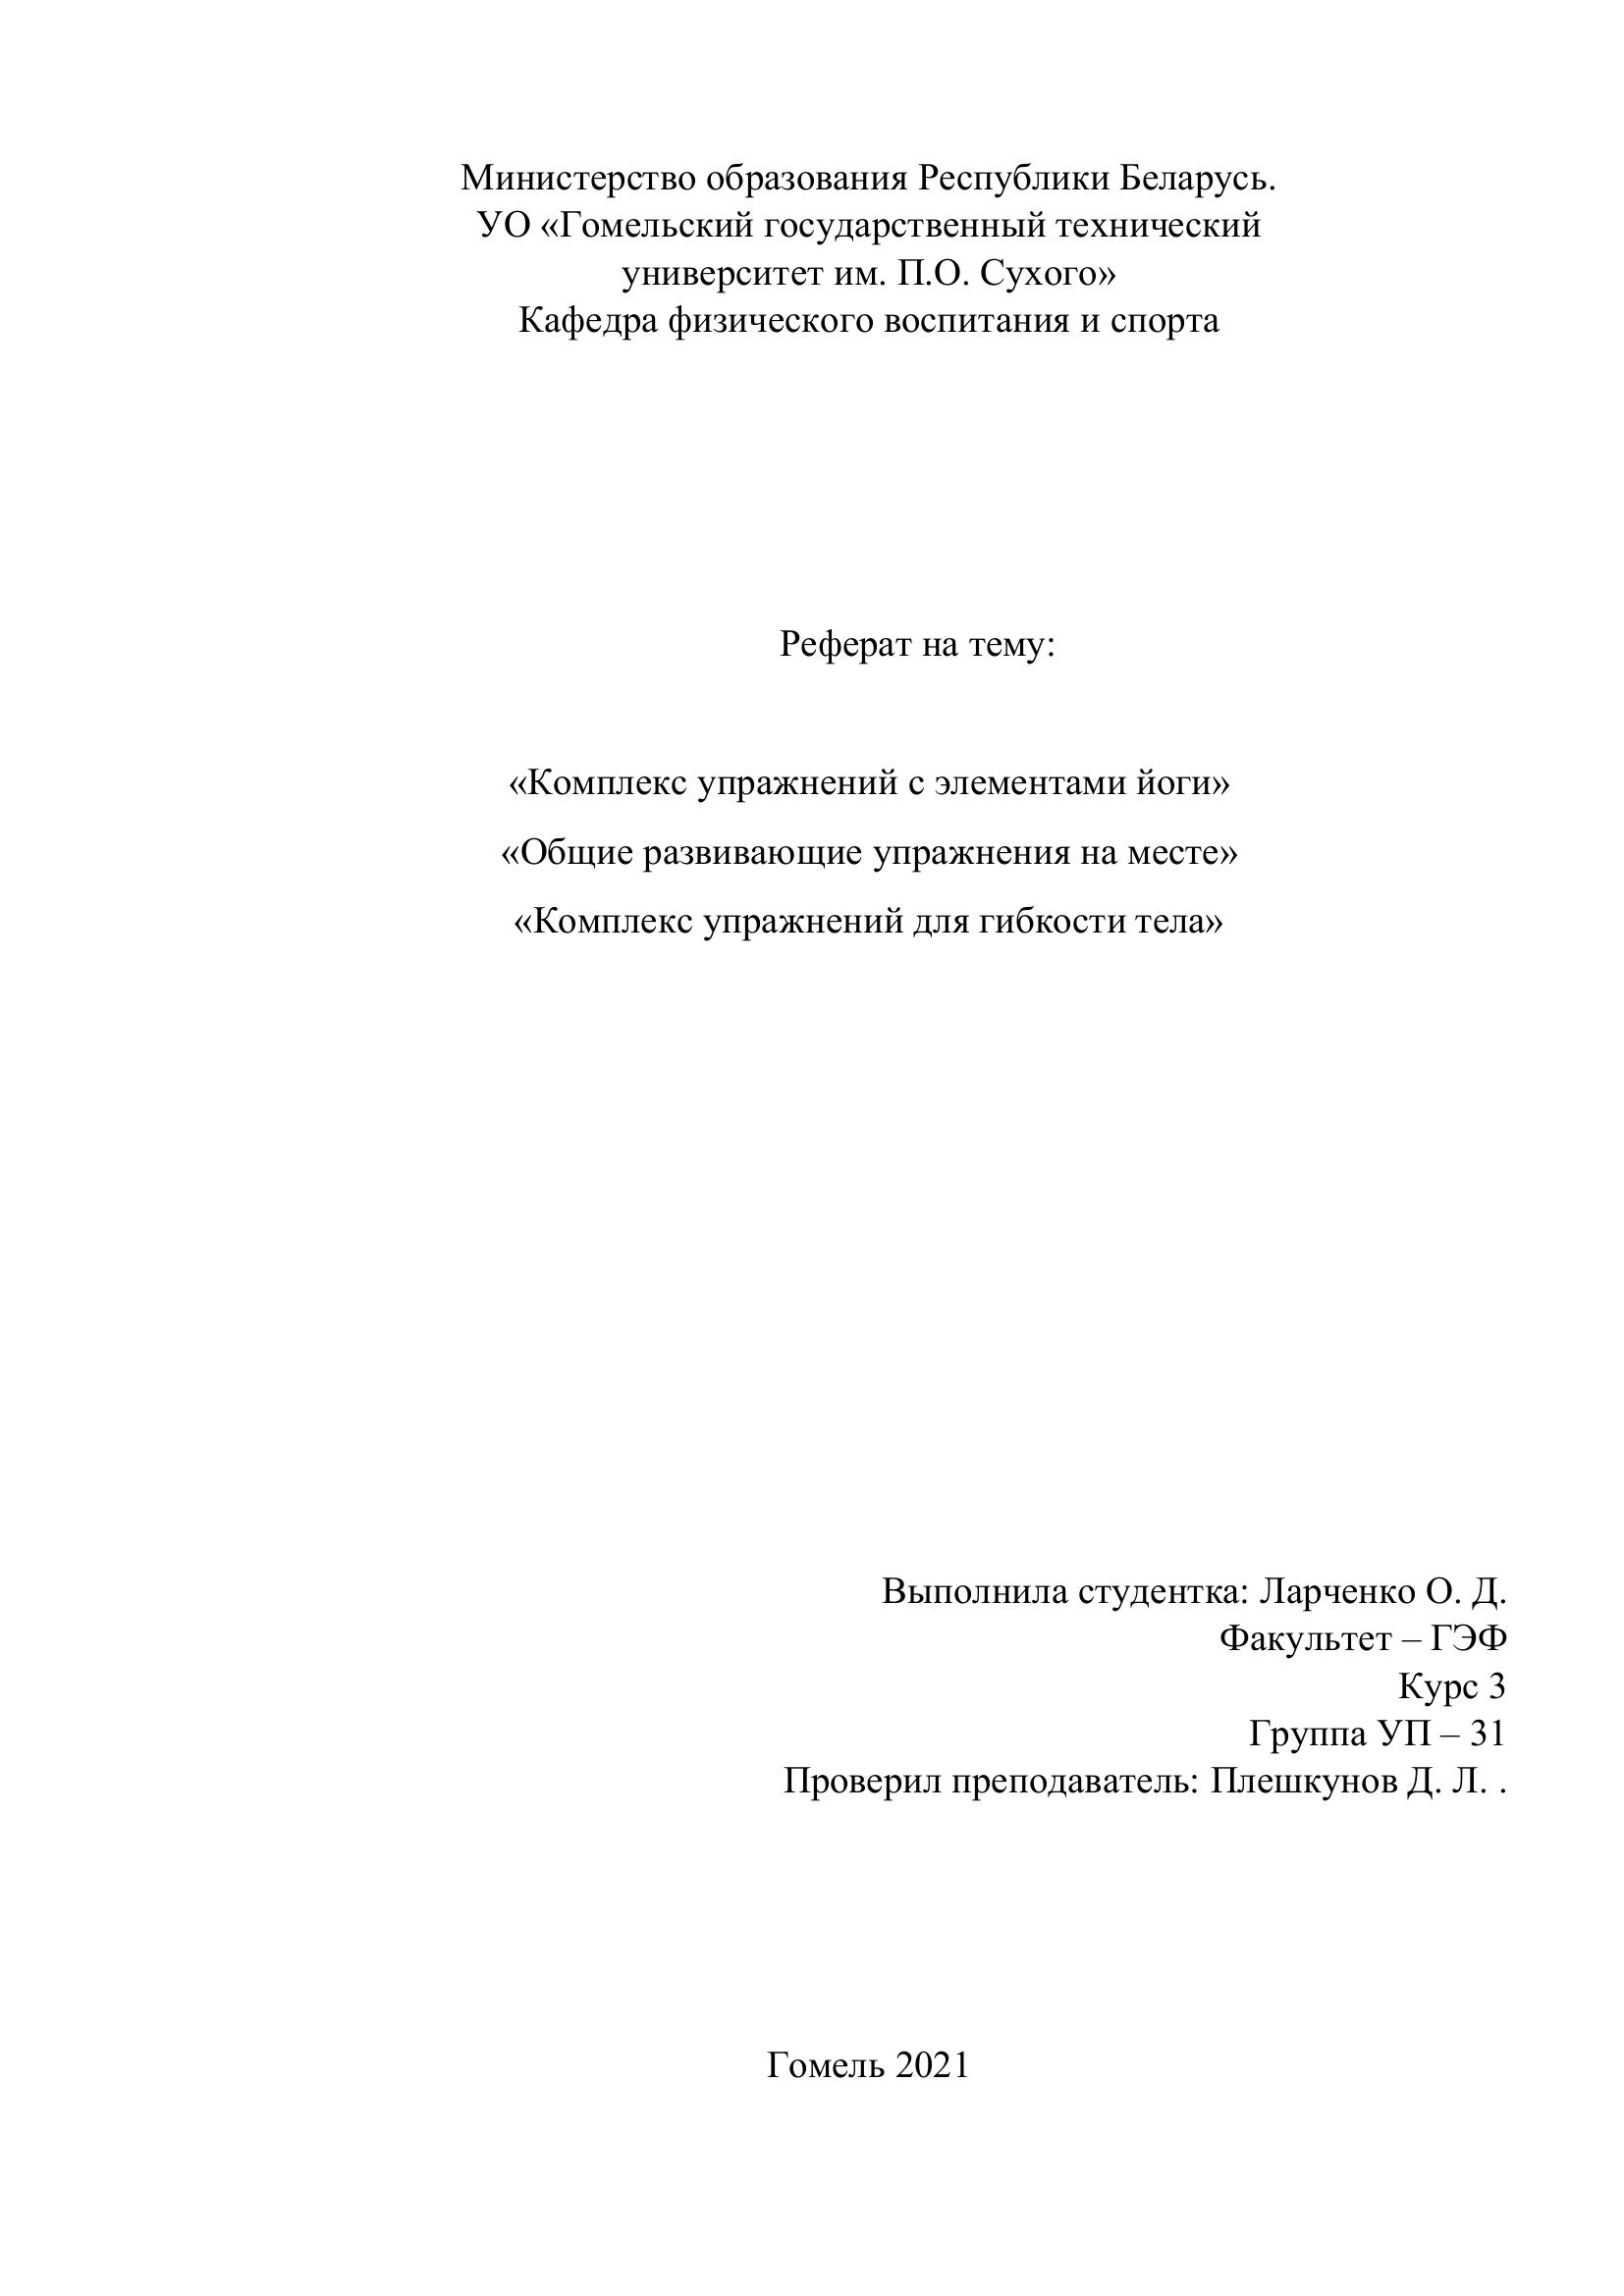 Министерство образования Республики Беларусь.
УО «Гомельский государственный технический
университет им. П.О. Сухого»
Кафедра физического воспитания и спорта
Реферат на тему:
«Комплекс упражнений с элементами йоги»
«Общие развивающие упражнения на месте»
«Комплекс упражнений для гибкости тела»
Выполнила студентка: Ларченко О. Д.
Факультет – ГЭФ
Курс 3
Группа УП – 31
Проверил преподаватель: Плешкунов Д. Л. .
Гомель 2021